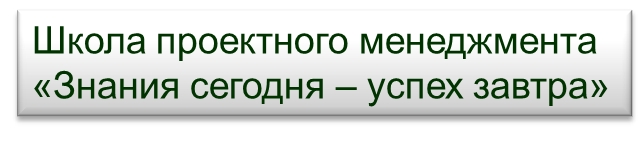 Школа проектного менеджмента
«Знания сегодня – успех завтра»